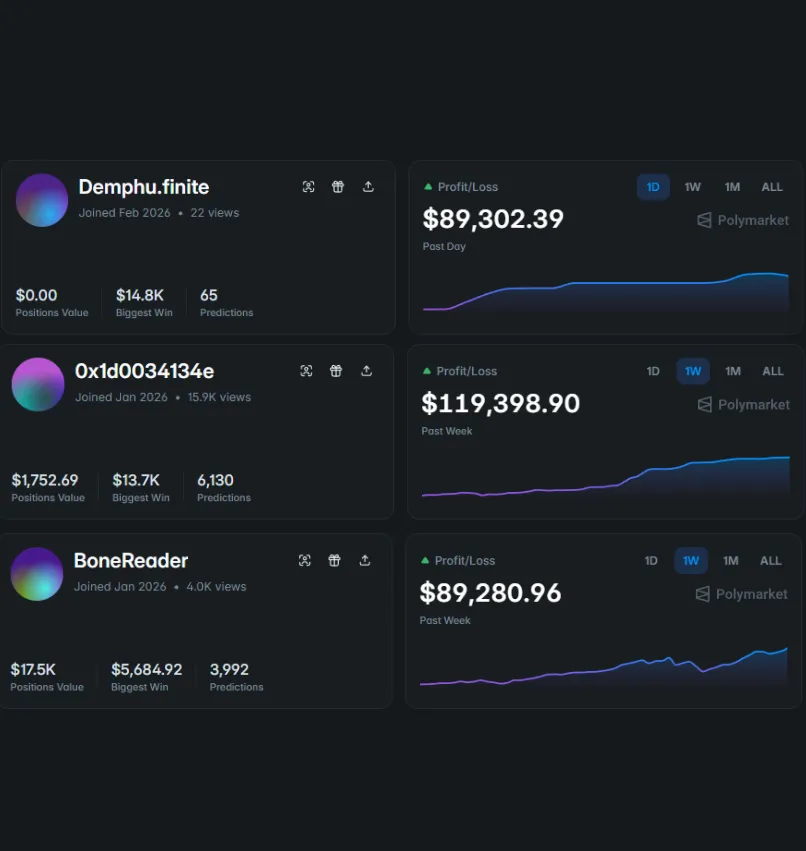 Demphu.finite
Joined Feb 2026 • 22 views
$0.00 $14.8K 65
Positions Value Biggest Win Predictions
Profit/Loss 1D 1W 1M ALL
$89,302.39 Polymarket
Past Day
0x1d0034134e
Joined Jan 2026 • 15.9K views
$1,752.69 $13.7K 6,130
Positions Value Biggest Win Predictions
Profit/Loss 1D 1W 1M ALL
$119,398.90 Polymarket
Past Week
BoneReader
Joined Jan 2026 • 4.0K views
$17.5K $5,684.92 3,992
Positions Value Biggest Win Predictions
Profit/Loss 1D 1W 1M ALL
$89,280.96 Polymarket
Past Week